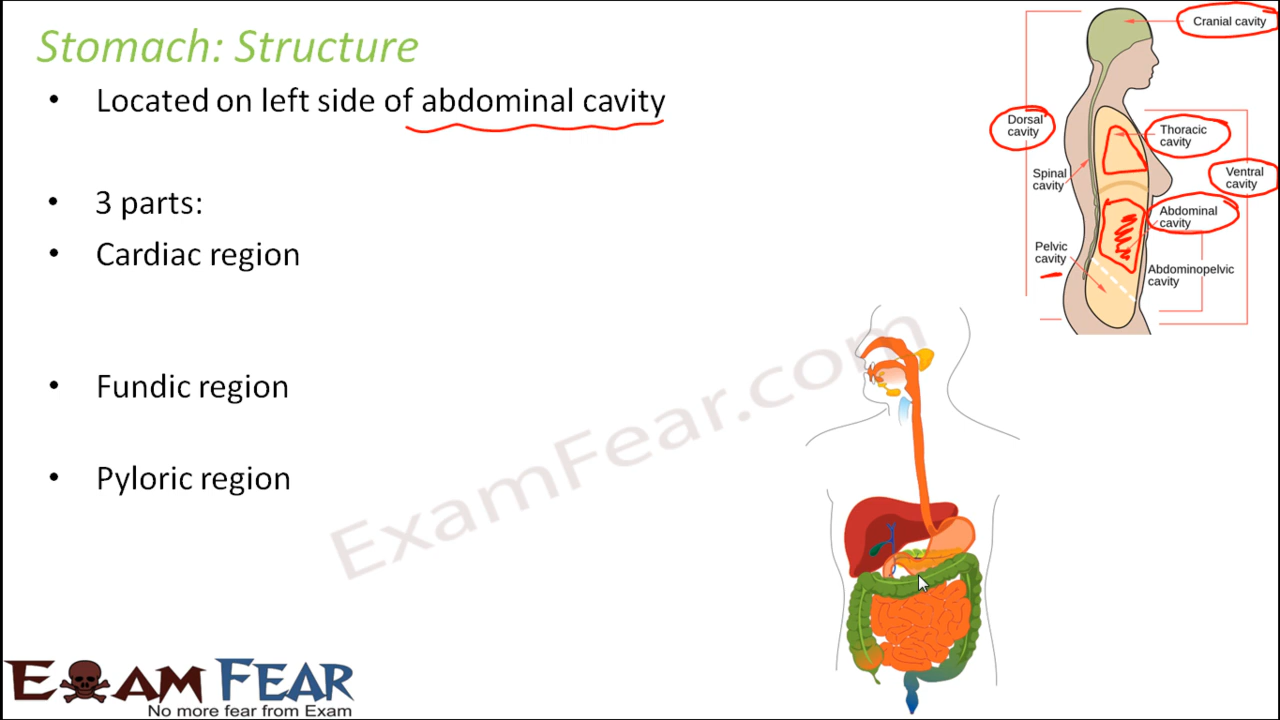 Stomach: Structure
• Located on left side of abdominal cavity
• 3 parts:
• Cardiac region
• Fundic region
• Pyloric region
Cranial cavity
Dorsal
cavity
Thoracic
cavity
Spinal
cavity
Ventral
cavity
Abdominal
cavity
Pelvic
cavity
Abdominopelvic
cavity
ExamFear.com
EXAM FEAR
No more fear from Exam